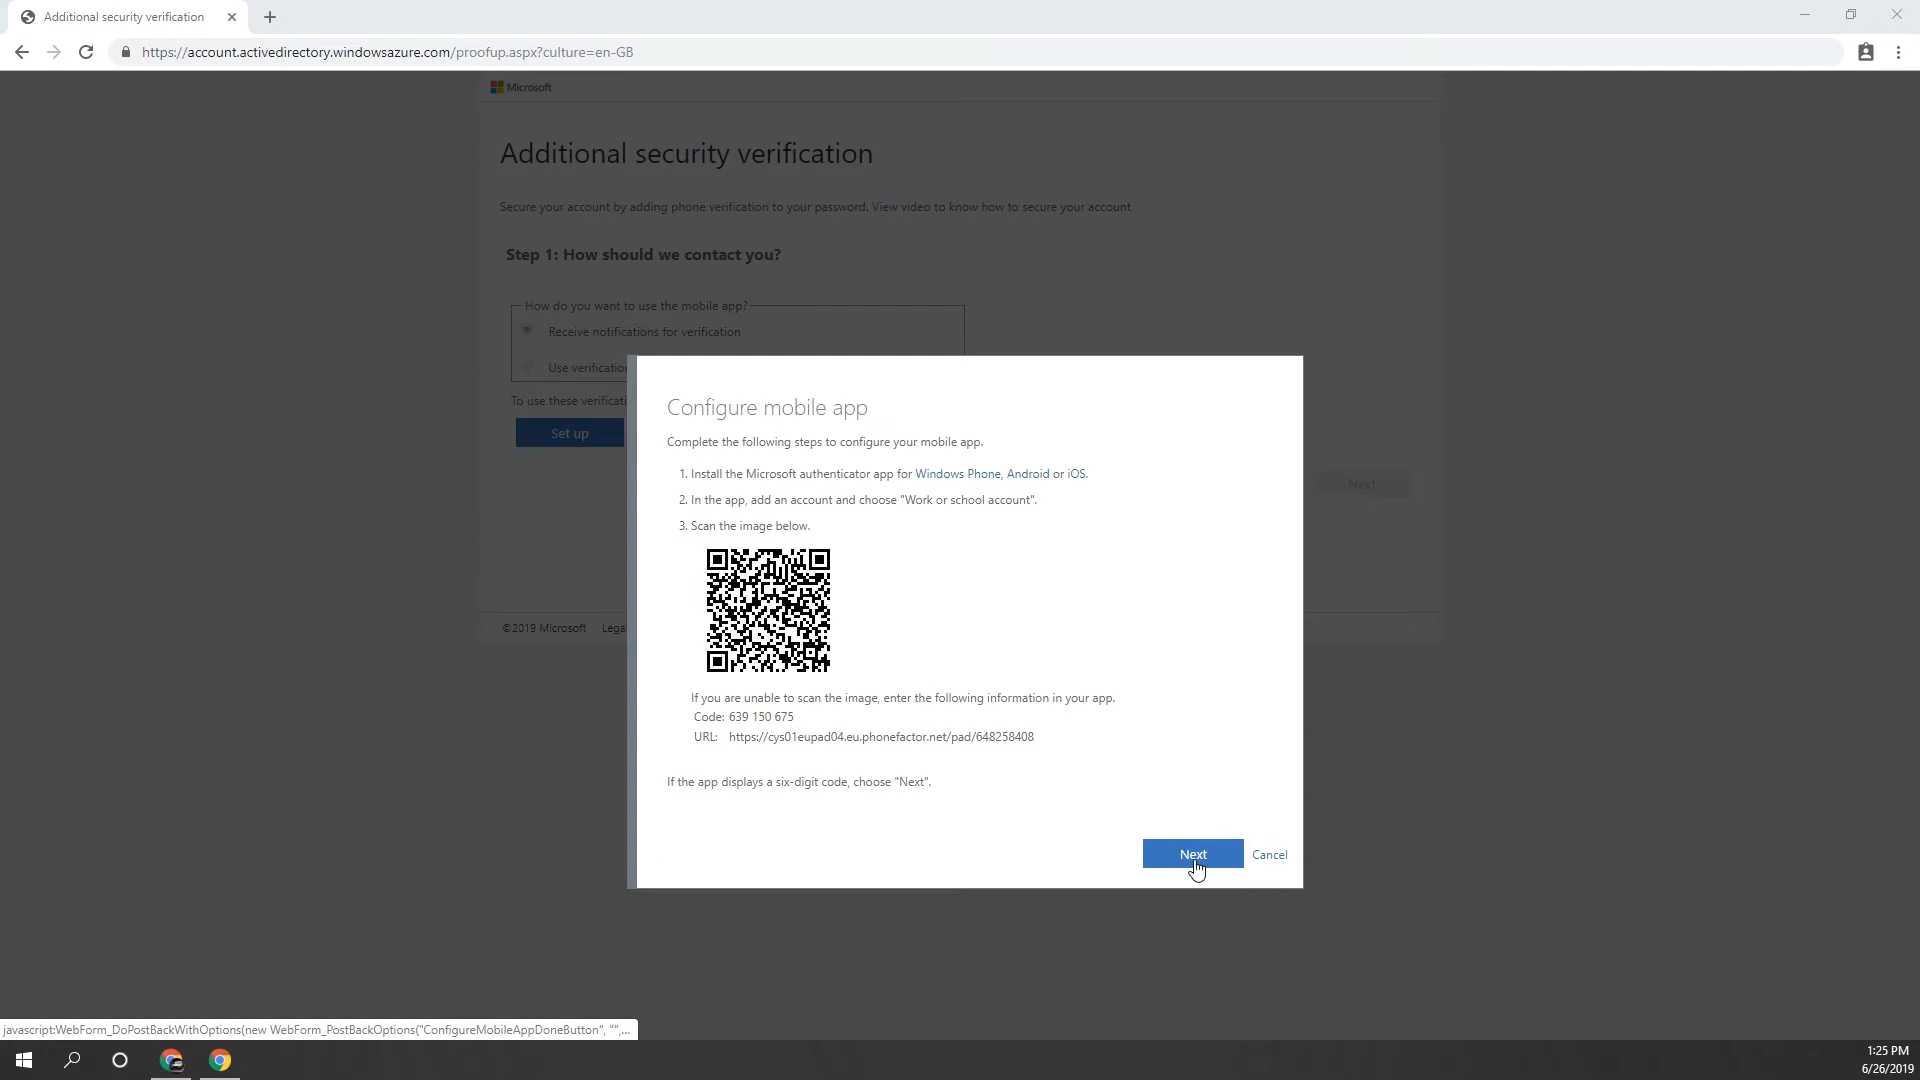 Additional security verification
https://account.activedirectory.windowsazure.com/proofup.aspx?culture=en-GB
Microsoft
Additional security verification
Secure your account by adding phone verification to your password. View video to know how to secure your account
Step 1: How should we contact you?
How do you want to use the mobile app?
Receive notifications for verification
Use verification
To use these verificati
Set up
Next
Configure mobile app
Complete the following steps to configure your mobile app.
1. Install the Microsoft authenticator app for Windows Phone, Android or iOS.
2. In the app, add an account and choose "Work or school account".
3. Scan the image below.
If you are unable to scan the image, enter the following information in your app.
Code: 639 150 675
URL: https://cys01eupad04.eu.phonefactor.net/pad/648258408
If the app displays a six-digit code, choose "Next".
Next
Cancel
©2019 Microsoft Legal
javascript:WebForm_DoPostBackWithOptions(new WebForm_PostBackOptions("ConfigureMobileAppDoneButton", "",...
1:25 PM
6/26/2019